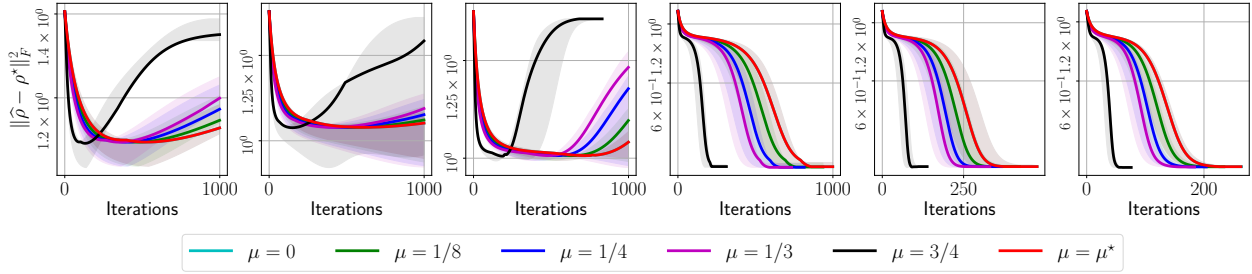 ‖ρ̂ − ρ⋆‖²_F
1.4 × 10⁰
1.2 × 10⁰
10⁰
0
1000
Iterations
1.25 × 10⁰
10⁰
0
1000
Iterations
1.25 × 10⁰
10⁰
0
1000
Iterations
1.2 × 10⁰
6 × 10⁻¹
0
1000
Iterations
1.2 × 10⁰
6 × 10⁻¹
0
250
Iterations
1.2 × 10⁰
6 × 10⁻¹
0
200
Iterations
μ = 0
μ = 1/8
μ = 1/4
μ = 1/3
μ = 3/4
μ = μ⋆